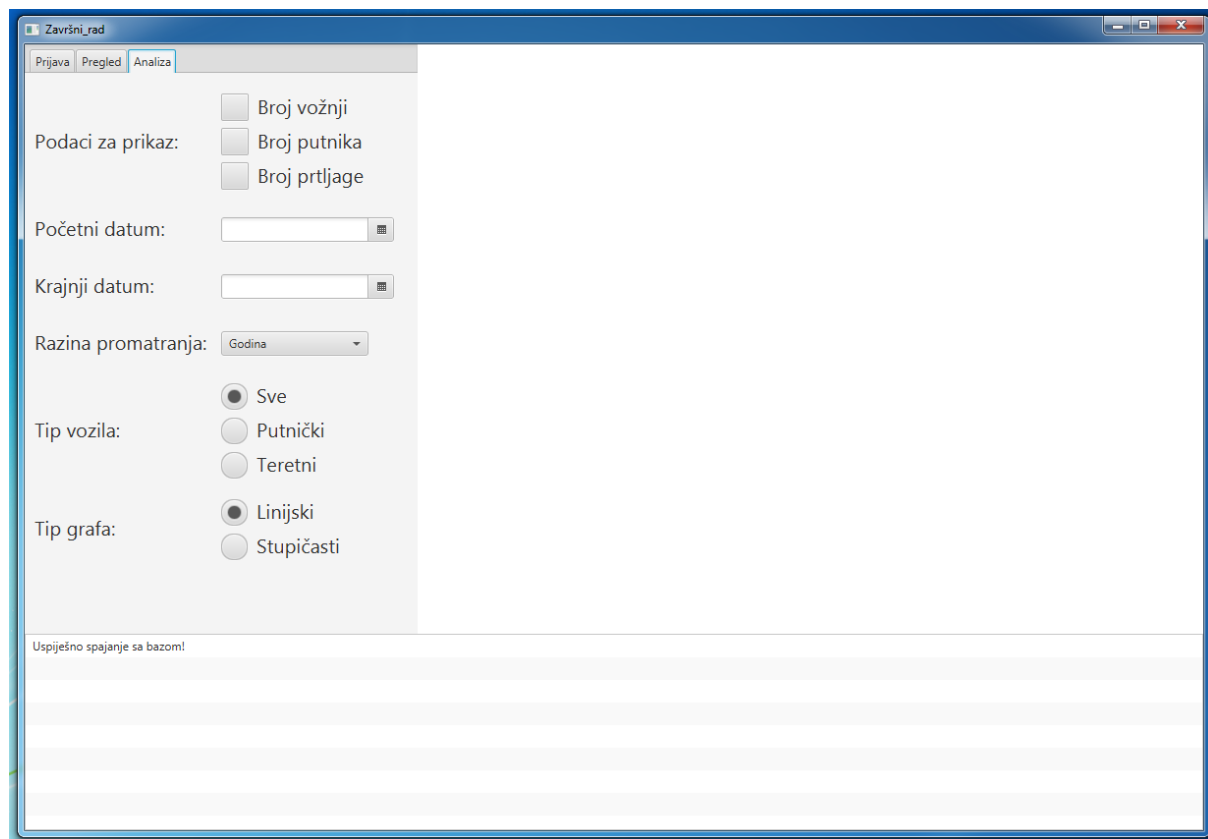 Završni_rad
Prijava Pregled Analiza
Podaci za prikaz:
Broj vožnji
Broj putnika
Broj prtljage
Početni datum:
Krajnji datum:
Razina promatranja: Godina
Tip vozila:
Sve
Putnički
Teretni
Tip grafa:
Linijski
Stupičasti
Uspiješno spajanje sa bazom!